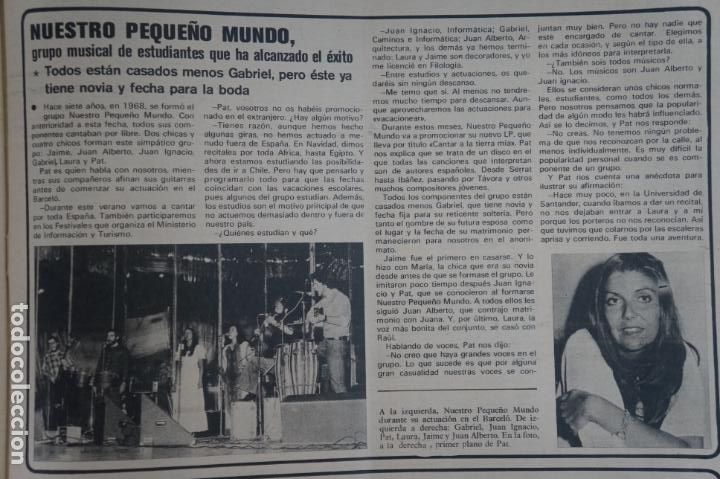 NUESTRO PEQUEÑO MUNDO,
grupo musical de estudiantes que ha alcanzado el éxito
★ Todos están casados menos Gabriel, pero éste ya
tiene novia y fecha para la boda
● Hace siete años, en 1968, se formó el
grupo Nuestro Pequeño Mundo. Con
anterioridad a esta fecha, todos sus com-
ponentes cantaban por libre. Dos chicas y
cuatro chicos forman este simpático gru-
po: Jaime, Juan Alberto, Juan Ignacio,
Gabriel, Laura y Pat.
Pat es quien habla con nosotros, mien-
tras sus compañeros afinan sus guitarras
antes de comenzar su actuación en el
Barceló.
—Durante este verano vamos a cantar
por toda España. También participaremos
en los Festivales que organiza el Ministerio
de Información y Turismo.
—Pat, vosotros no os habéis promocio-
nado en el extranjero. ¿Hay algún motivo?
—Tienes razón, aunque nos hemos hecho
algunas giras, no hemos actuado a me-
nudo fuera de España. En Navidad, dimos
recitales por toda Africa, hasta Egipto. Y
ahora estamos estudiando las posibilida-
des de ir a Chile. Pero hay que pensarlo y
programarlo todo para que las fechas
coincidan con las vacaciones escolares,
pues algunos del grupo estudian. Además,
los estudios son el motivo principal de que
no actuemos demasiado dentro y fuera de
nuestro país.
—¿Quiénes estudian y qué?
—Juan Ignacio, Informática; Gabriel,
Caminos e Informática; Juan Alberto, Ar-
quitectura, y los demás ya hemos termi-
nado: Laura y Jaime son decoradores, y yo
me licencié en Filología.
—Entre estudios y actuaciones, os que-
daréis sin ningún descanso.
—Me temo que sí. Al menos no tendre-
mos mucho tiempo para descansar. Aun-
que aprovecharemos las actuaciones para
«vacacionear».
Durante estos meses, Nuestro Pequeño
Mundo va a promocionar su nuevo LP, que
lleva por título «Cantar a la tierra mía». Pat
nos explica que se trata de un disco en el
que todas las canciones que interpretan
son de autores españoles. Desde Serrat
hasta Ibáñez, pasando por Távora y otros
muchos compositores jóvenes.
Todos los componentes del grupo están
casados menos Gabriel, que tiene novia y
fecha fija para su reticente soltería. Pero
tanto el nombre de su futura esposa como
el lugar y la fecha de su matrimonio per-
manecieron para nosotros en el anoni-
mato.
Jaime fue el primero en casarse. Y lo
hizo con María, la chica que era su novia
desde antes de que se formase el grupo. Le
imitaron poco tiempo después Juan Igna-
cio y Pat, que se conocieron al formarse
Nuestro Pequeño Mundo. A todos ellos les
siguió Juan Alberto, que contrajo matri-
monio con Juana. Y, por último, Laura, la
voz más bonita del conjunto, se casó con
Raúl.
Hablando de voces, Pat nos dijo:
—No creo que haya grandes voces en el
grupo. Lo que sucede es que por alguna
gran casualidad nuestras voces se con-
juntan muy bien. Pero no hay nadie que
este encargado de cantar. Elegimos
en cada ocasión, y según el tipo de ella, a
los más idóneos para interpretarla.
—¿También sois todos músicos?
—No. Los músicos son Juan Alberto y
Juan Ignacio.
Ellos se consideran unos chicos norma-
les, estudiantes, como todos los demás.
Pero nosotros pensamos que la populari-
dad de algún modo les habrá influenciado.
Así se lo decimos, y Pat nos responde:
—No creas. No tenemos ningún proble-
ma de que nos reconozcan por la calle, al
menos individualmente. Es muy difícil la
popularidad personal cuando se es com-
ponente de un grupo.
Y Pat nos cuenta una anécdota para
ilustrar su afirmación:
—Hace muy poco, en la Universidad de
Santander, cuando íbamos a dar un recital,
no nos dejaban entrar a Laura y a mí
porque los porteros no nos reconocían. Así
que tuvimos que colarnos por las escaleras
aprisa y corriendo. Fue toda una aventura.
A la izquierda, Nuestro Pequeño Mundo
durante su actuación en el Barceló. De iz-
quierda a derecha: Gabriel, Juan Ignacio,
Pat, Laura, Jaime y Juan Alberto. En la foto,
a la derecha, primer plano de Pat.
todocoleccion